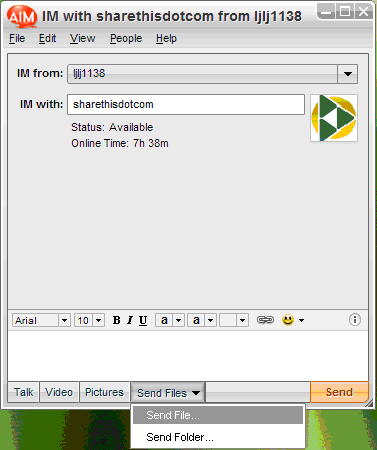 AIM IM with sharethisdotcom from ljlj1138
File Edit View People Help
IM from: ljlj1138
IM with: sharethisdotcom
Status: Available
Online Time: 7h 38m
Arial 10 B I U a a
Talk Video Pictures Send Files Send
Send File...
Send Folder...